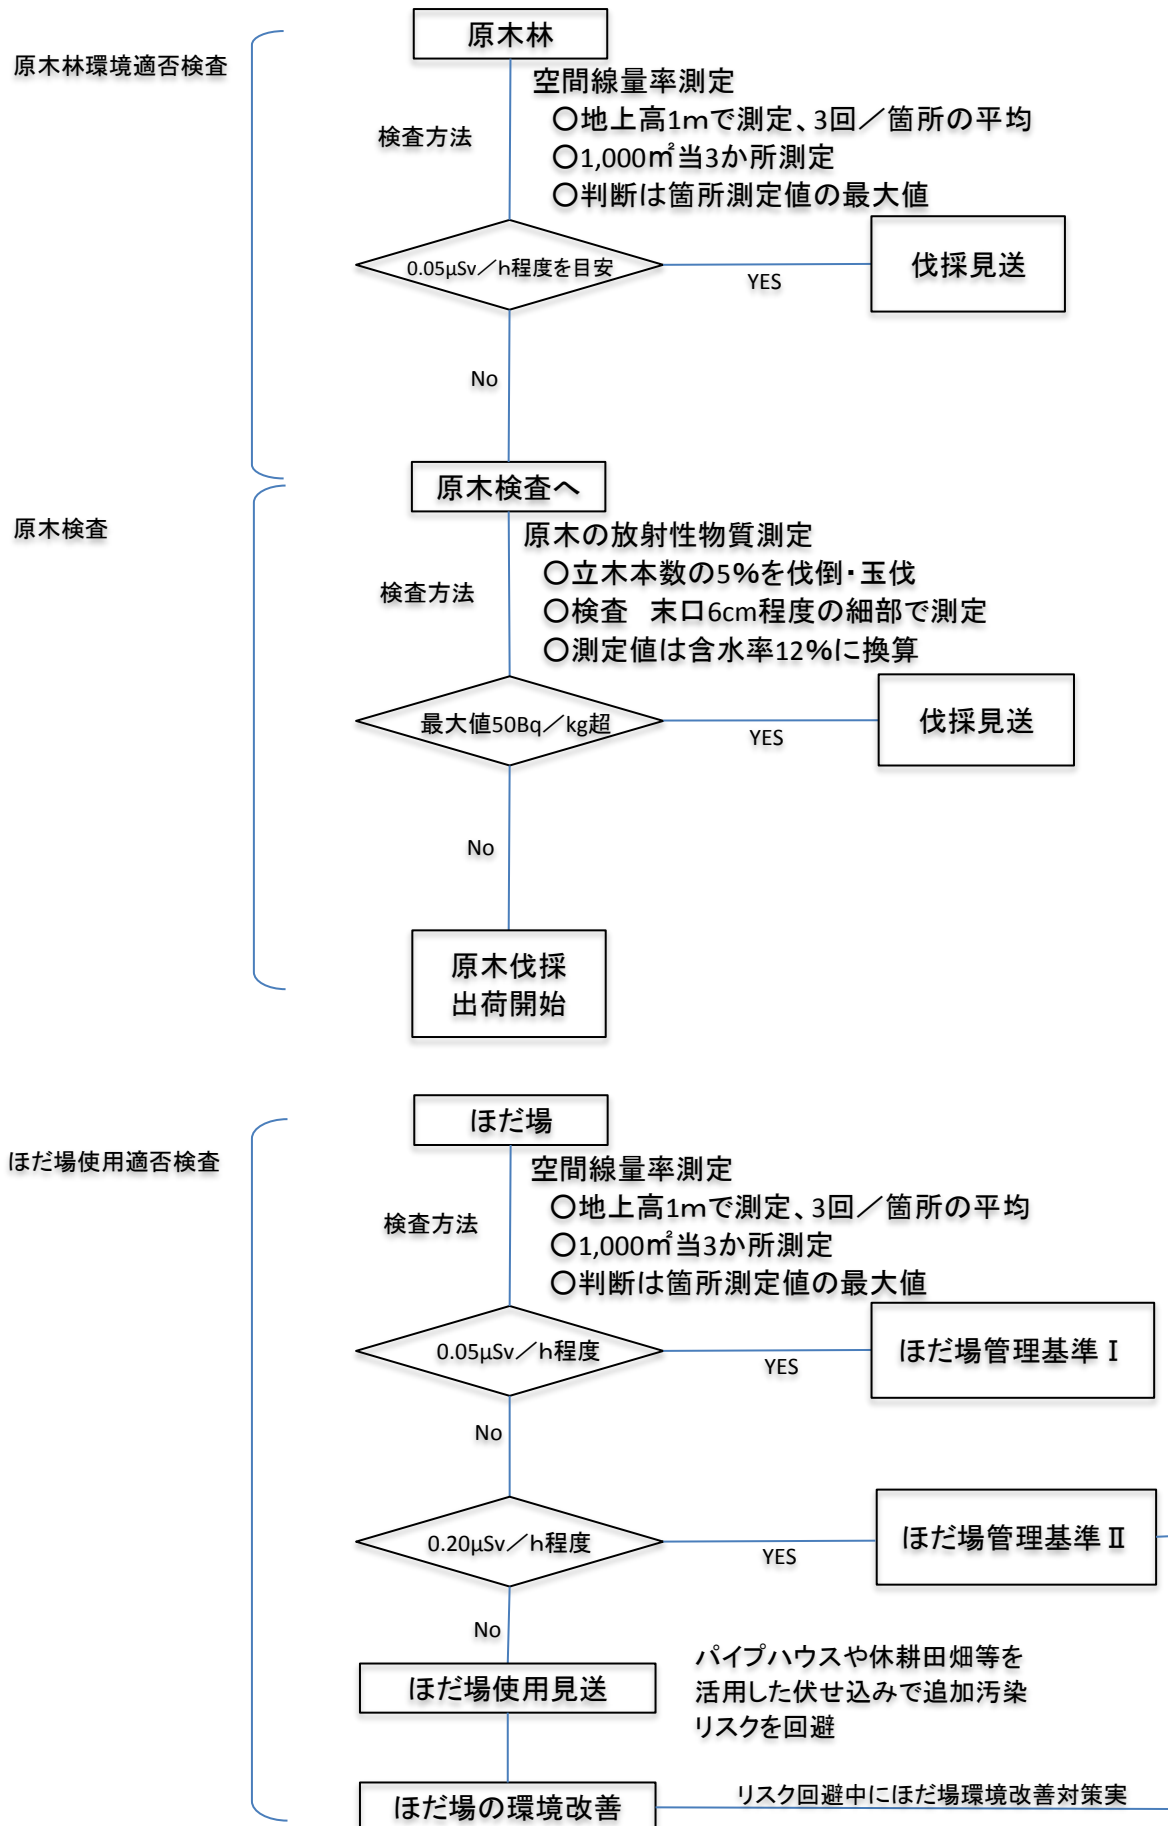 原木林
原木林環境適否検査
空間線量率測定
○地上高1mで測定、3回／箇所の平均
検査方法
○1,000㎡当3か所測定
○判断は箇所測定値の最大値
0.05μSv／h程度を目安
YES
伐採見送
No
原木検査へ
原木検査
原木の放射性物質測定
○立木本数の5%を伐倒・玉伐
検査方法
○検査　末口6cm程度の細部で測定
○測定値は含水率12%に換算
最大値50Bq／kg超
YES
伐採見送
No
原木伐採
出荷開始
ほだ場
ほだ場使用適否検査
空間線量率測定
○地上高1mで測定、3回／箇所の平均
検査方法
○1,000㎡当3か所測定
○判断は箇所測定値の最大値
0.05μSv／h程度
YES
ほだ場管理基準Ⅰ
No
0.20μSv／h程度
YES
ほだ場管理基準Ⅱ
No
ほだ場使用見送
パイプハウスや休耕田畑等を
活用した伏せ込みで追加汚染
リスクを回避
ほだ場の環境改善
リスク回避中にほだ場環境改善対策実